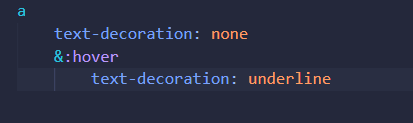 a
    text-decoration: none
    &:hover
        text-decoration: underline